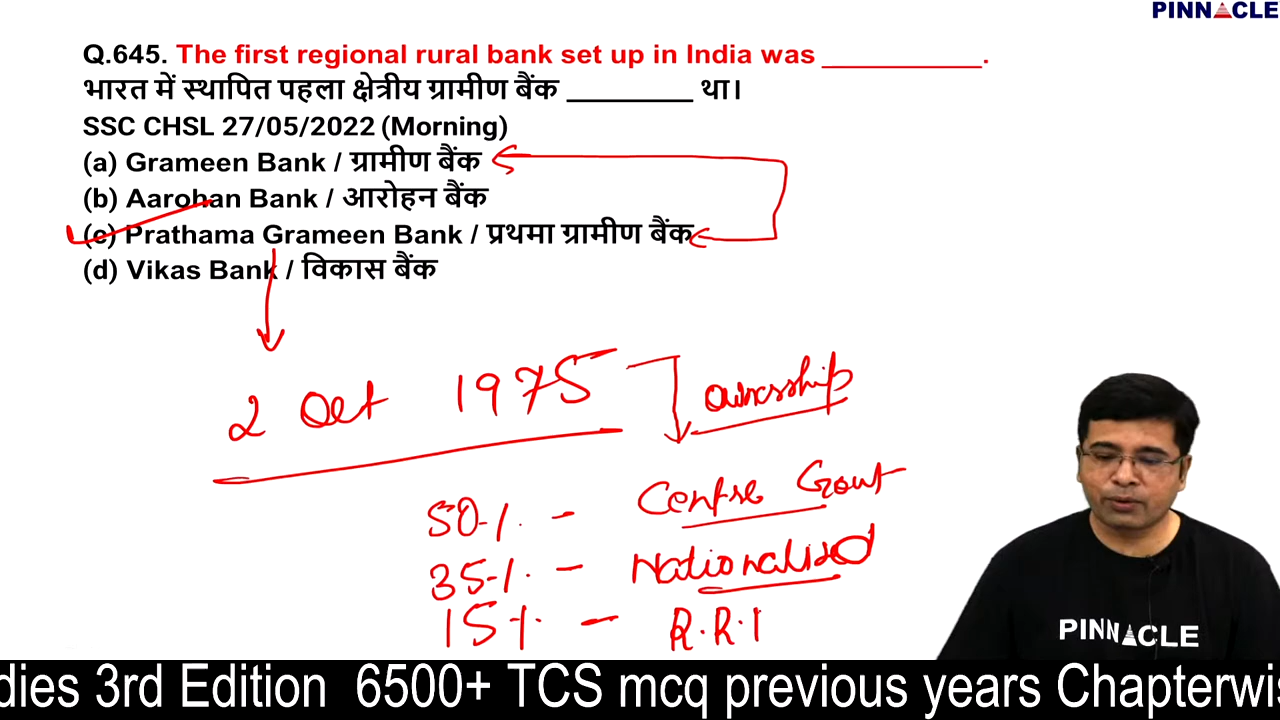 PINNACLE
Q.645. The first regional rural bank set up in India was __________.
भारत में स्थापित पहला क्षेत्रीय ग्रामीण बैंक ________ था।
SSC CHSL 27/05/2022 (Morning)
(a) Grameen Bank / ग्रामीण बैंक
(b) Aarohan Bank / आरोहन बैंक
(c) Prathama Grameen Bank / प्रथमा ग्रामीण बैंक
(d) Vikas Bank / विकास बैंक
2 Oct 1975
ownership
50% - Centre Govt
35% - Nationalised
15% - R.R.
PINNACLE
dies 3rd Edition 6500+ TCS mcq previous years Chapterwis